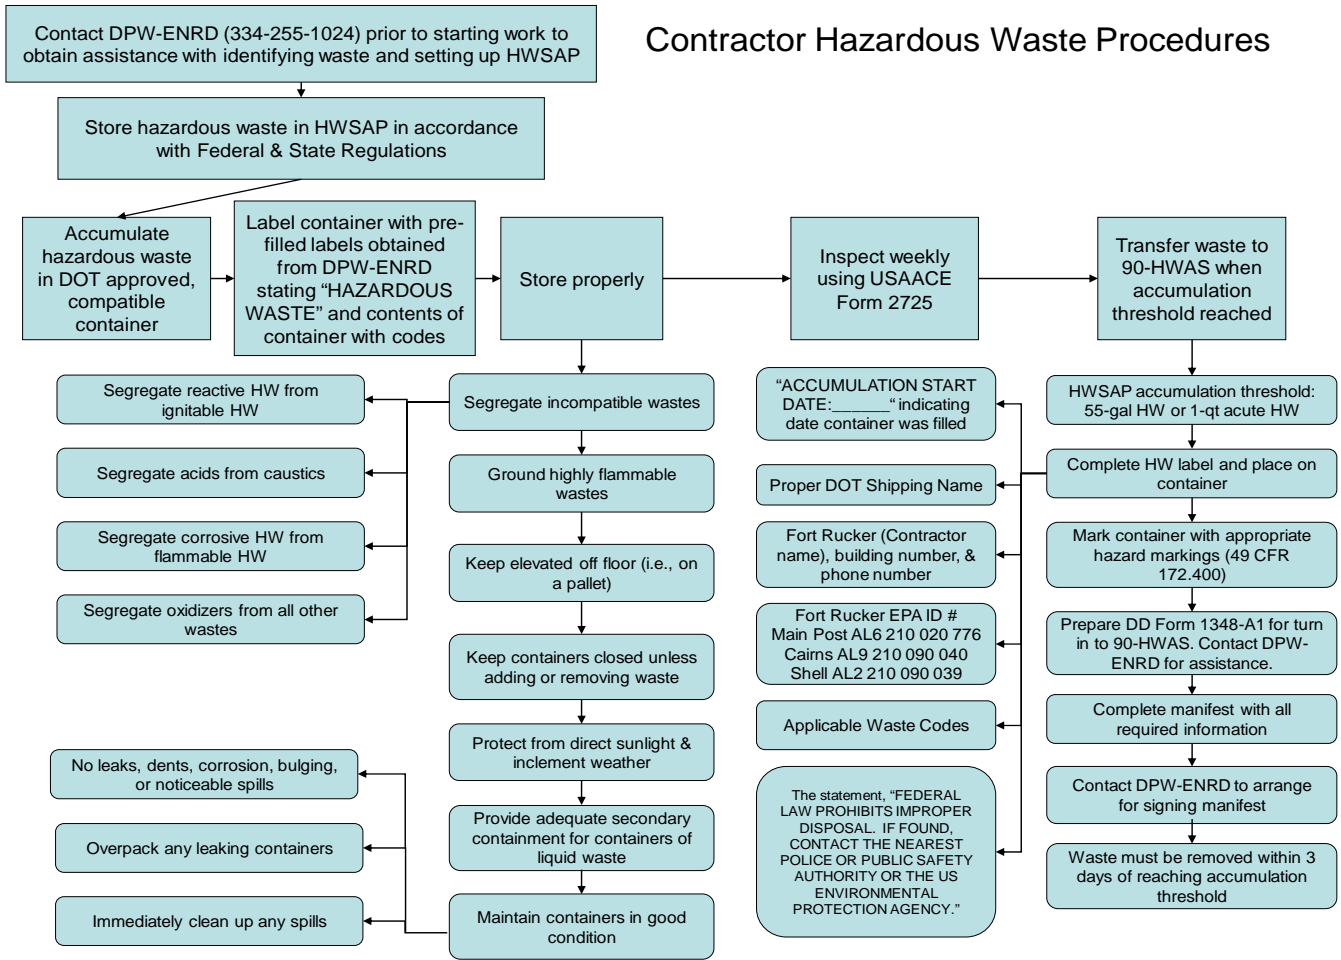 Contractor Hazardous Waste Procedures
Contact DPW-ENRD (334-255-1024) prior to starting work to
obtain assistance with identifying waste and setting up HWSAP
Store hazardous waste in HWSAP in accordance
with Federal & State Regulations
Accumulate
hazardous waste
in DOT approved,
compatible
container
Label container with pre-
filled labels obtained
from DPW-ENRD
stating “HAZARDOUS
WASTE” and contents of
container with codes
Store properly
Inspect weekly
using USAACE
Form 2725
Transfer waste to
90-HWAS when
accumulation
threshold reached
Segregate reactive HW from
ignitable HW
Segregate acids from caustics
Segregate corrosive HW from
flammable HW
Segregate oxidizers from all other
wastes
No leaks, dents, corrosion, bulging,
or noticeable spills
Overpack any leaking containers
Immediately clean up any spills
Segregate incompatible wastes
Ground highly flammable
wastes
Keep elevated off floor (i.e., on
a pallet)
Keep containers closed unless
adding or removing waste
Protect from direct sunlight &
inclement weather
Provide adequate secondary
containment for containers of
liquid waste
Maintain containers in good
condition
“ACCUMULATION START
DATE:______“ indicating
date container was filled
Proper DOT Shipping Name
Fort Rucker (Contractor
name), building number, &
phone number
Fort Rucker EPA ID #
Main Post AL6 210 020 776
Cairns AL9 210 090 040
Shell AL2 210 090 039
Applicable Waste Codes
The statement, “FEDERAL
LAW PROHIBITS IMPROPER
DISPOSAL. IF FOUND,
CONTACT THE NEAREST
POLICE OR PUBLIC SAFETY
AUTHORITY OR THE US
ENVIRONMENTAL
PROTECTION AGENCY.”
HWSAP accumulation threshold:
55-gal HW or 1-qt acute HW
Complete HW label and place on
container
Mark container with appropriate
hazard markings (49 CFR
172.400)
Prepare DD Form 1348-A1 for turn
in to 90-HWAS. Contact DPW-
ENRD for assistance.
Complete manifest with all
required information
Contact DPW-ENRD to arrange
for signing manifest
Waste must be removed within 3
days of reaching accumulation
threshold